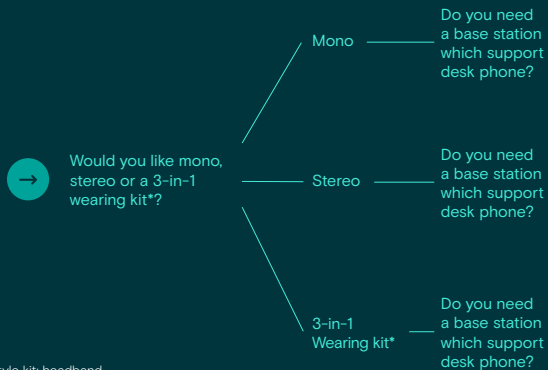 Mono
Do you need
a base station
which support
desk phone?
Would you like mono,
stereo or a 3-in-1
wearing kit*?
Stereo
Do you need
a base station
which support
desk phone?
3-in-1
Wearing kit*
Do you need
a base station
which support
desk phone?
kit: headband